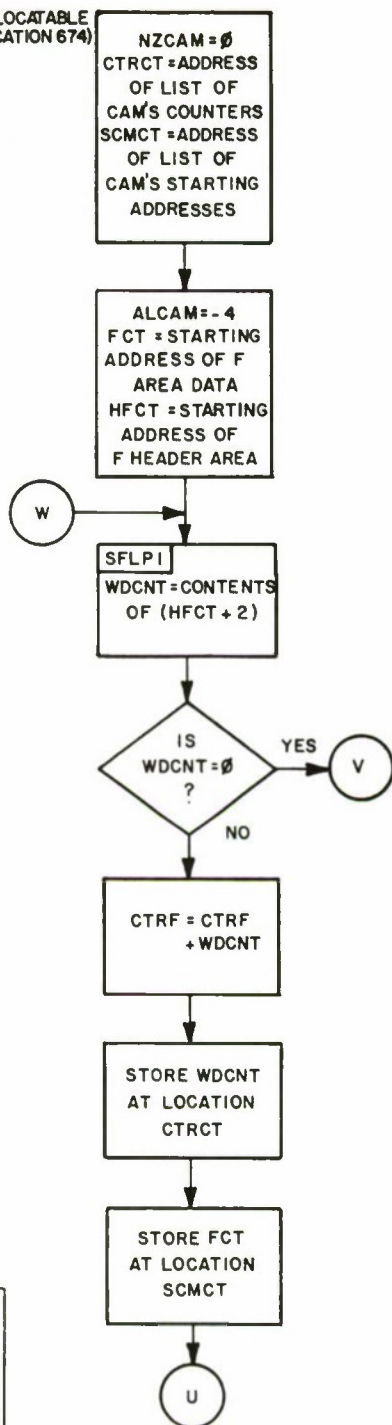 LOCATABLE
CATION 674)
NZCAM=Ø
CTRCT=ADDRESS
OF LIST OF
CAM'S COUNTERS
SCMCT=ADDRESS
OF LIST OF
CAM'S STARTING
ADDRESSES
ALCAM=-4
FCT =STARTING
ADDRESS OF F
AREA DATA
HFCT =STARTING
ADDRESS OF
F HEADER AREA
W
SFLP1
WDCNT=CONTENTS
OF (HFCT+2)
IS
WDCNT=Ø
?
YES
V
NO
CTRF = CTRF
+WDCNT
STORE WDCNT
AT LOCATION
CTRCT
STORE FCT
AT LOCATION
SCMCT
U